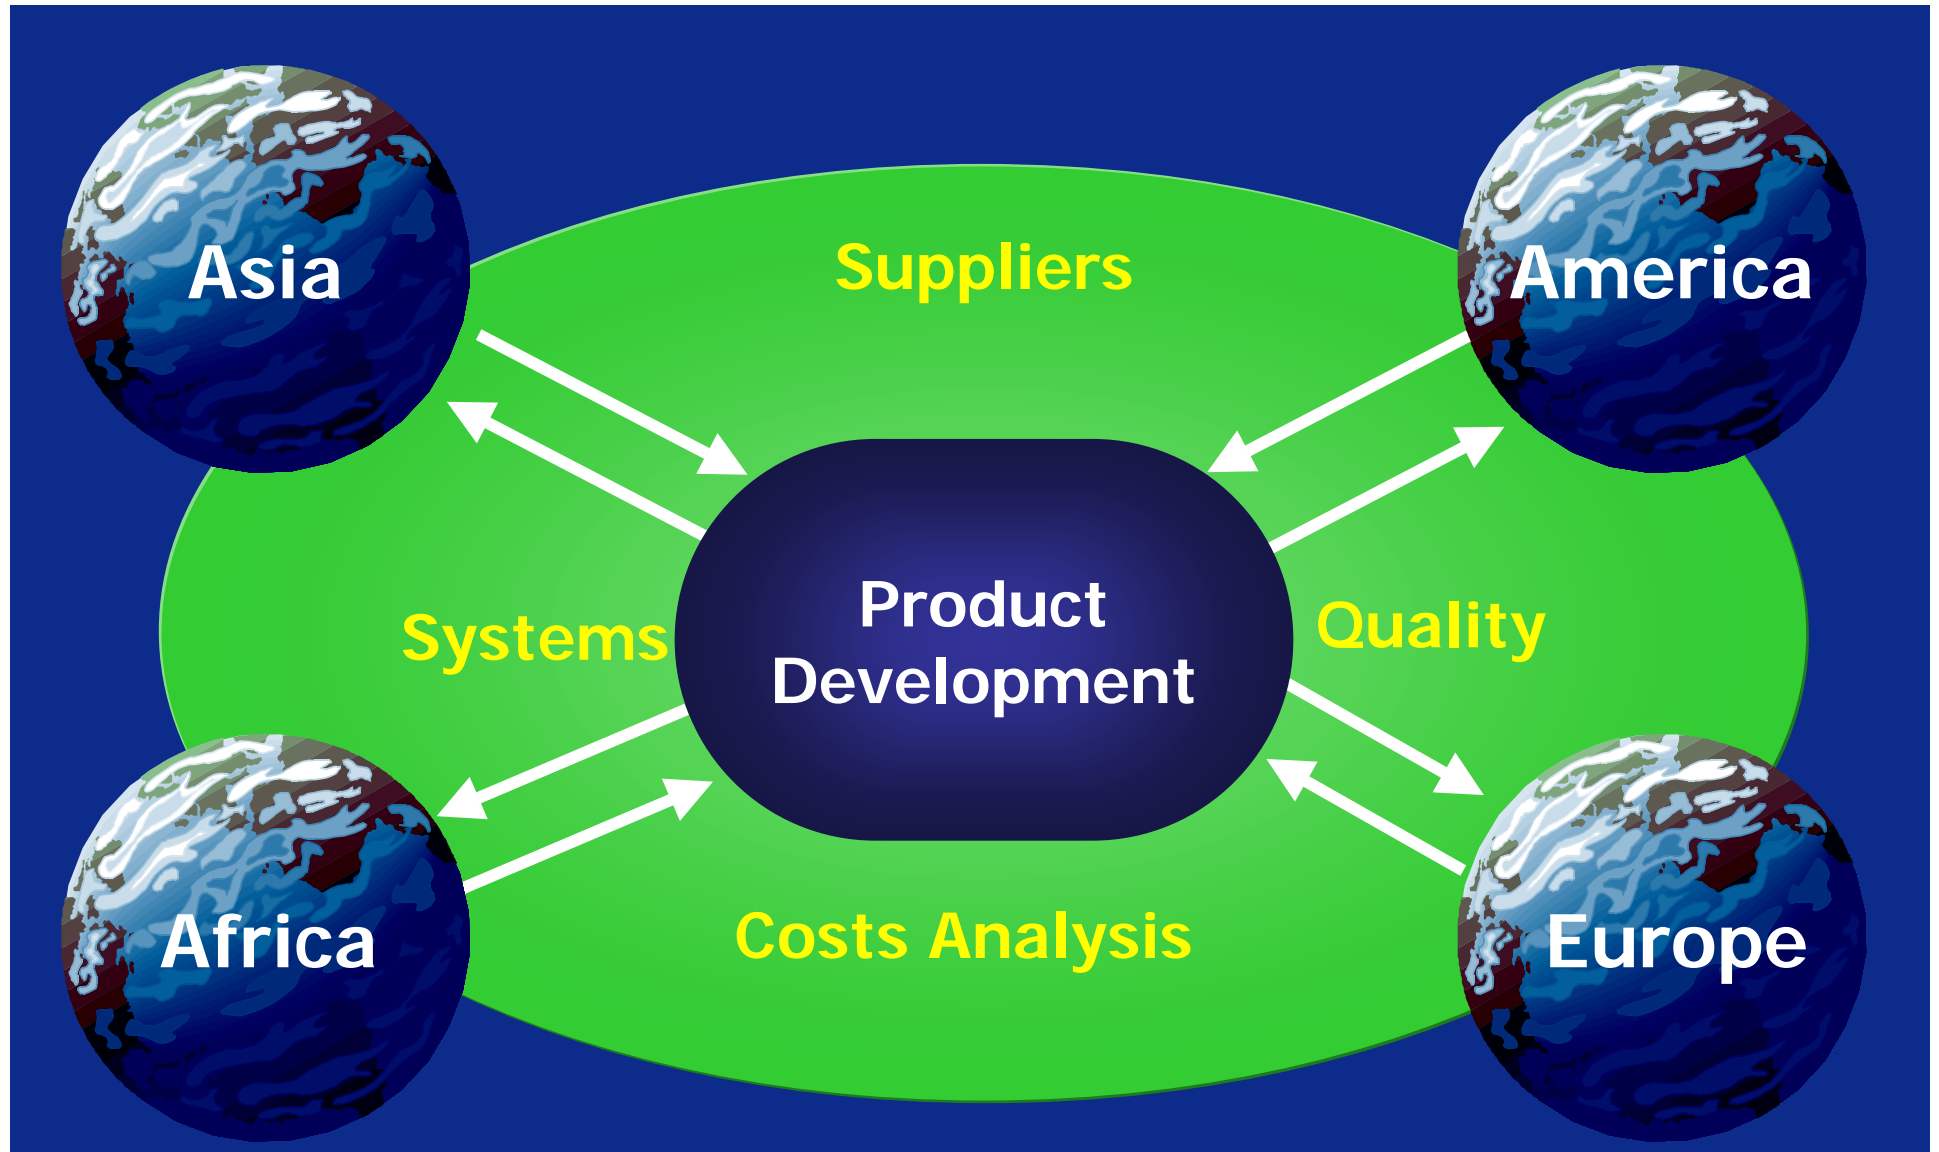 Asia
America
Suppliers
Systems
Product
Development
Quality
Africa
Costs Analysis
Europe